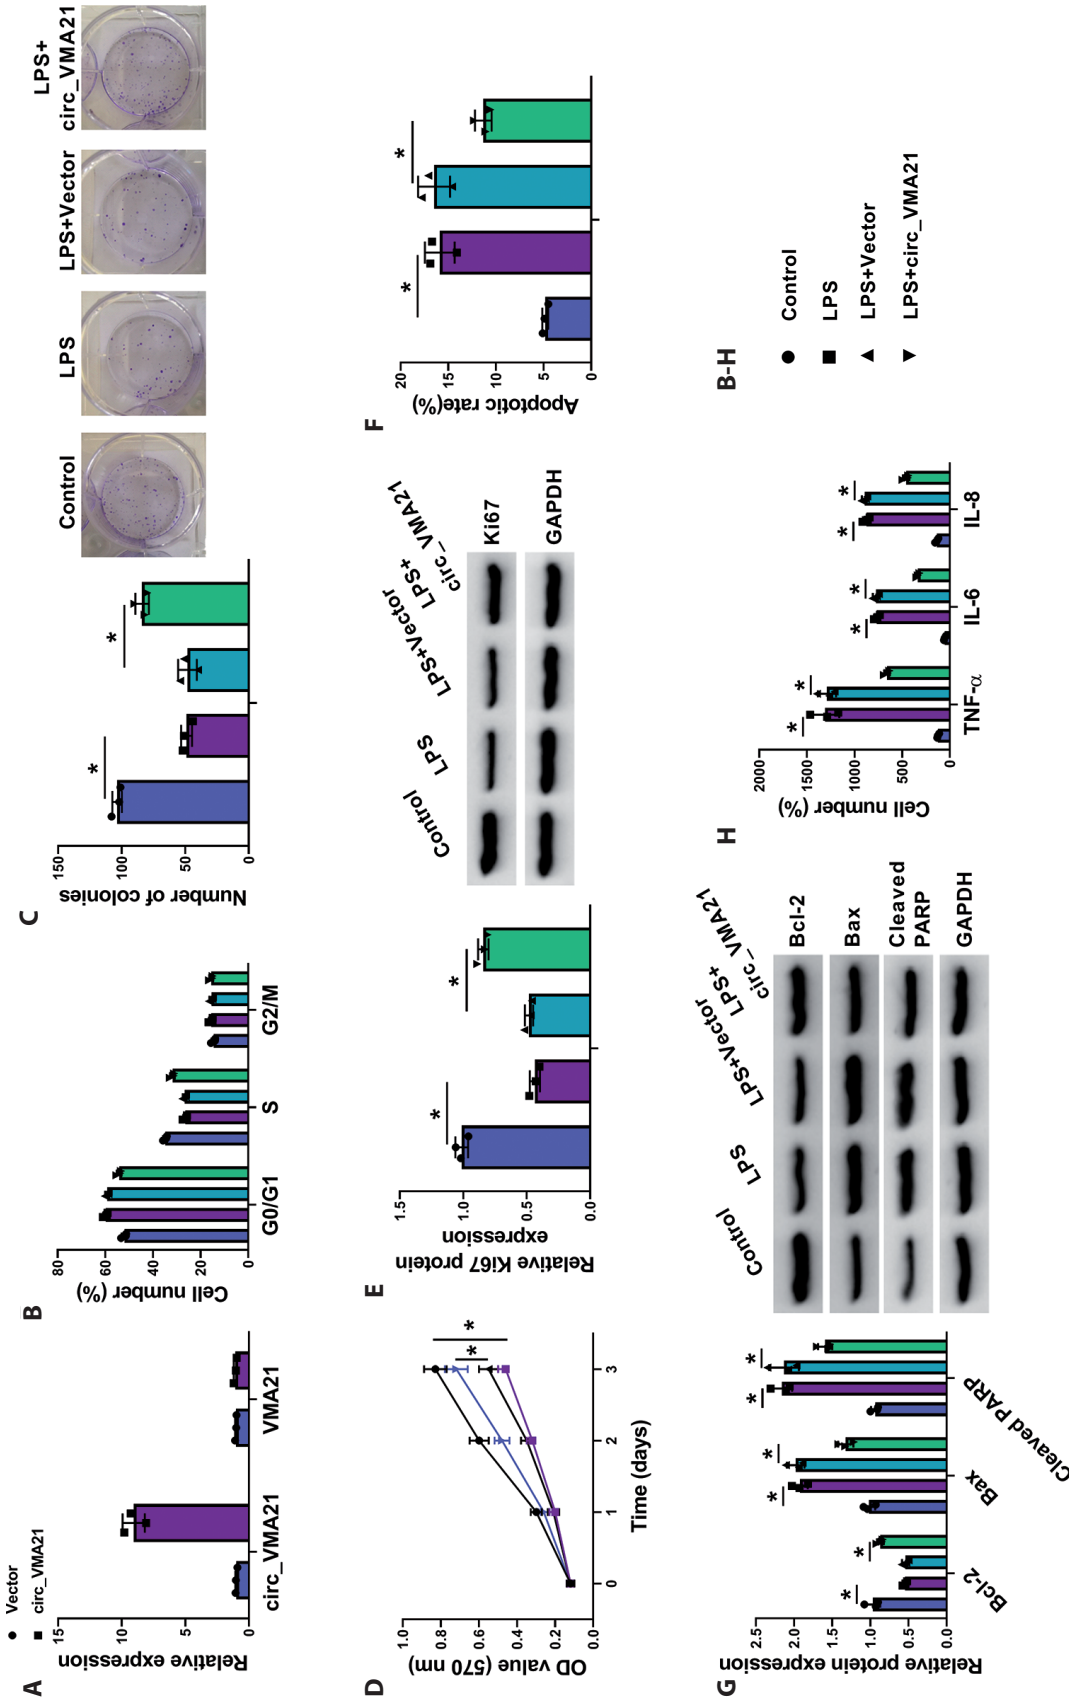 A
Vector
circ_VMA21
Relative expression
15
10
5
0
circ_VMA21
VMA21
B
Cell number (%)
80
60
40
20
0
G0/G1
S
G2/M
C
Number of colonies
150
100
50
0
*
*
Control
LPS
LPS+Vector
LPS+
circ_VMA21
D
OD value (570 nm)
1.0
0.8
0.6
0.4
0.2
0.0
0
1
2
3
Time (days)
*
*
E
Relative Ki67 protein
expression
1.5
1.0
0.5
0.0
*
*
Control
LPS
LPS+Vector
LPS+
circ_VMA21
Ki67
GAPDH
F
Apoptotic rate(%)
20
15
10
5
0
*
*
G
Relative protein expression
2.5
2.0
1.5
1.0
0.5
0.0
*
*
*
*
*
*
Bcl-2
Bax
Cleaved PARP
Control
LPS
LPS+Vector
LPS+
circ_VMA21
Bcl-2
Bax
Cleaved
PARP
GAPDH
H
Cell number (%)
2000
1500
1000
500
0
*
*
*
*
*
*
TNF-α
IL-6
IL-8
B-H
Control
LPS
LPS+Vector
LPS+circ_VMA21